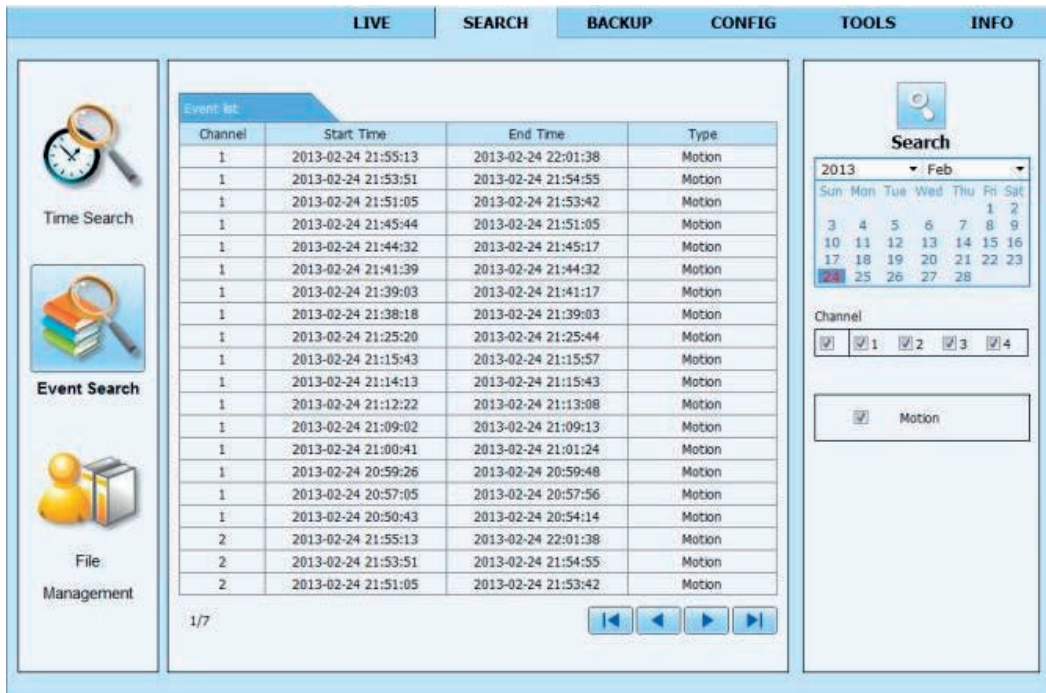 LIVE SEARCH BACKUP CONFIG TOOLS INFO
Time Search
Event Search
File
Management
Event list
Channel Start Time End Time Type
1 2013-02-24 21:55:13 2013-02-24 22:01:38 Motion
1 2013-02-24 21:53:51 2013-02-24 21:54:55 Motion
1 2013-02-24 21:51:05 2013-02-24 21:53:42 Motion
1 2013-02-24 21:45:44 2013-02-24 21:51:05 Motion
1 2013-02-24 21:44:32 2013-02-24 21:45:17 Motion
1 2013-02-24 21:41:39 2013-02-24 21:44:32 Motion
1 2013-02-24 21:39:03 2013-02-24 21:41:17 Motion
1 2013-02-24 21:38:18 2013-02-24 21:39:03 Motion
1 2013-02-24 21:25:20 2013-02-24 21:25:44 Motion
1 2013-02-24 21:15:43 2013-02-24 21:15:57 Motion
1 2013-02-24 21:14:13 2013-02-24 21:15:43 Motion
1 2013-02-24 21:12:22 2013-02-24 21:13:08 Motion
1 2013-02-24 21:09:02 2013-02-24 21:09:13 Motion
1 2013-02-24 21:00:41 2013-02-24 21:01:24 Motion
1 2013-02-24 20:59:26 2013-02-24 20:59:48 Motion
1 2013-02-24 20:57:05 2013-02-24 20:57:56 Motion
1 2013-02-24 20:50:43 2013-02-24 20:54:14 Motion
2 2013-02-24 21:55:13 2013-02-24 22:01:38 Motion
2 2013-02-24 21:53:51 2013-02-24 21:54:55 Motion
2 2013-02-24 21:51:05 2013-02-24 21:53:42 Motion
1/7
Search
2013 Feb
Sun Mon Tue Wed Thu Fri Sat
1 2
3 4 5 6 7 8 9
10 11 12 13 14 15 16
17 18 19 20 21 22 23
24 25 26 27 28
Channel
1 2 3 4
Motion